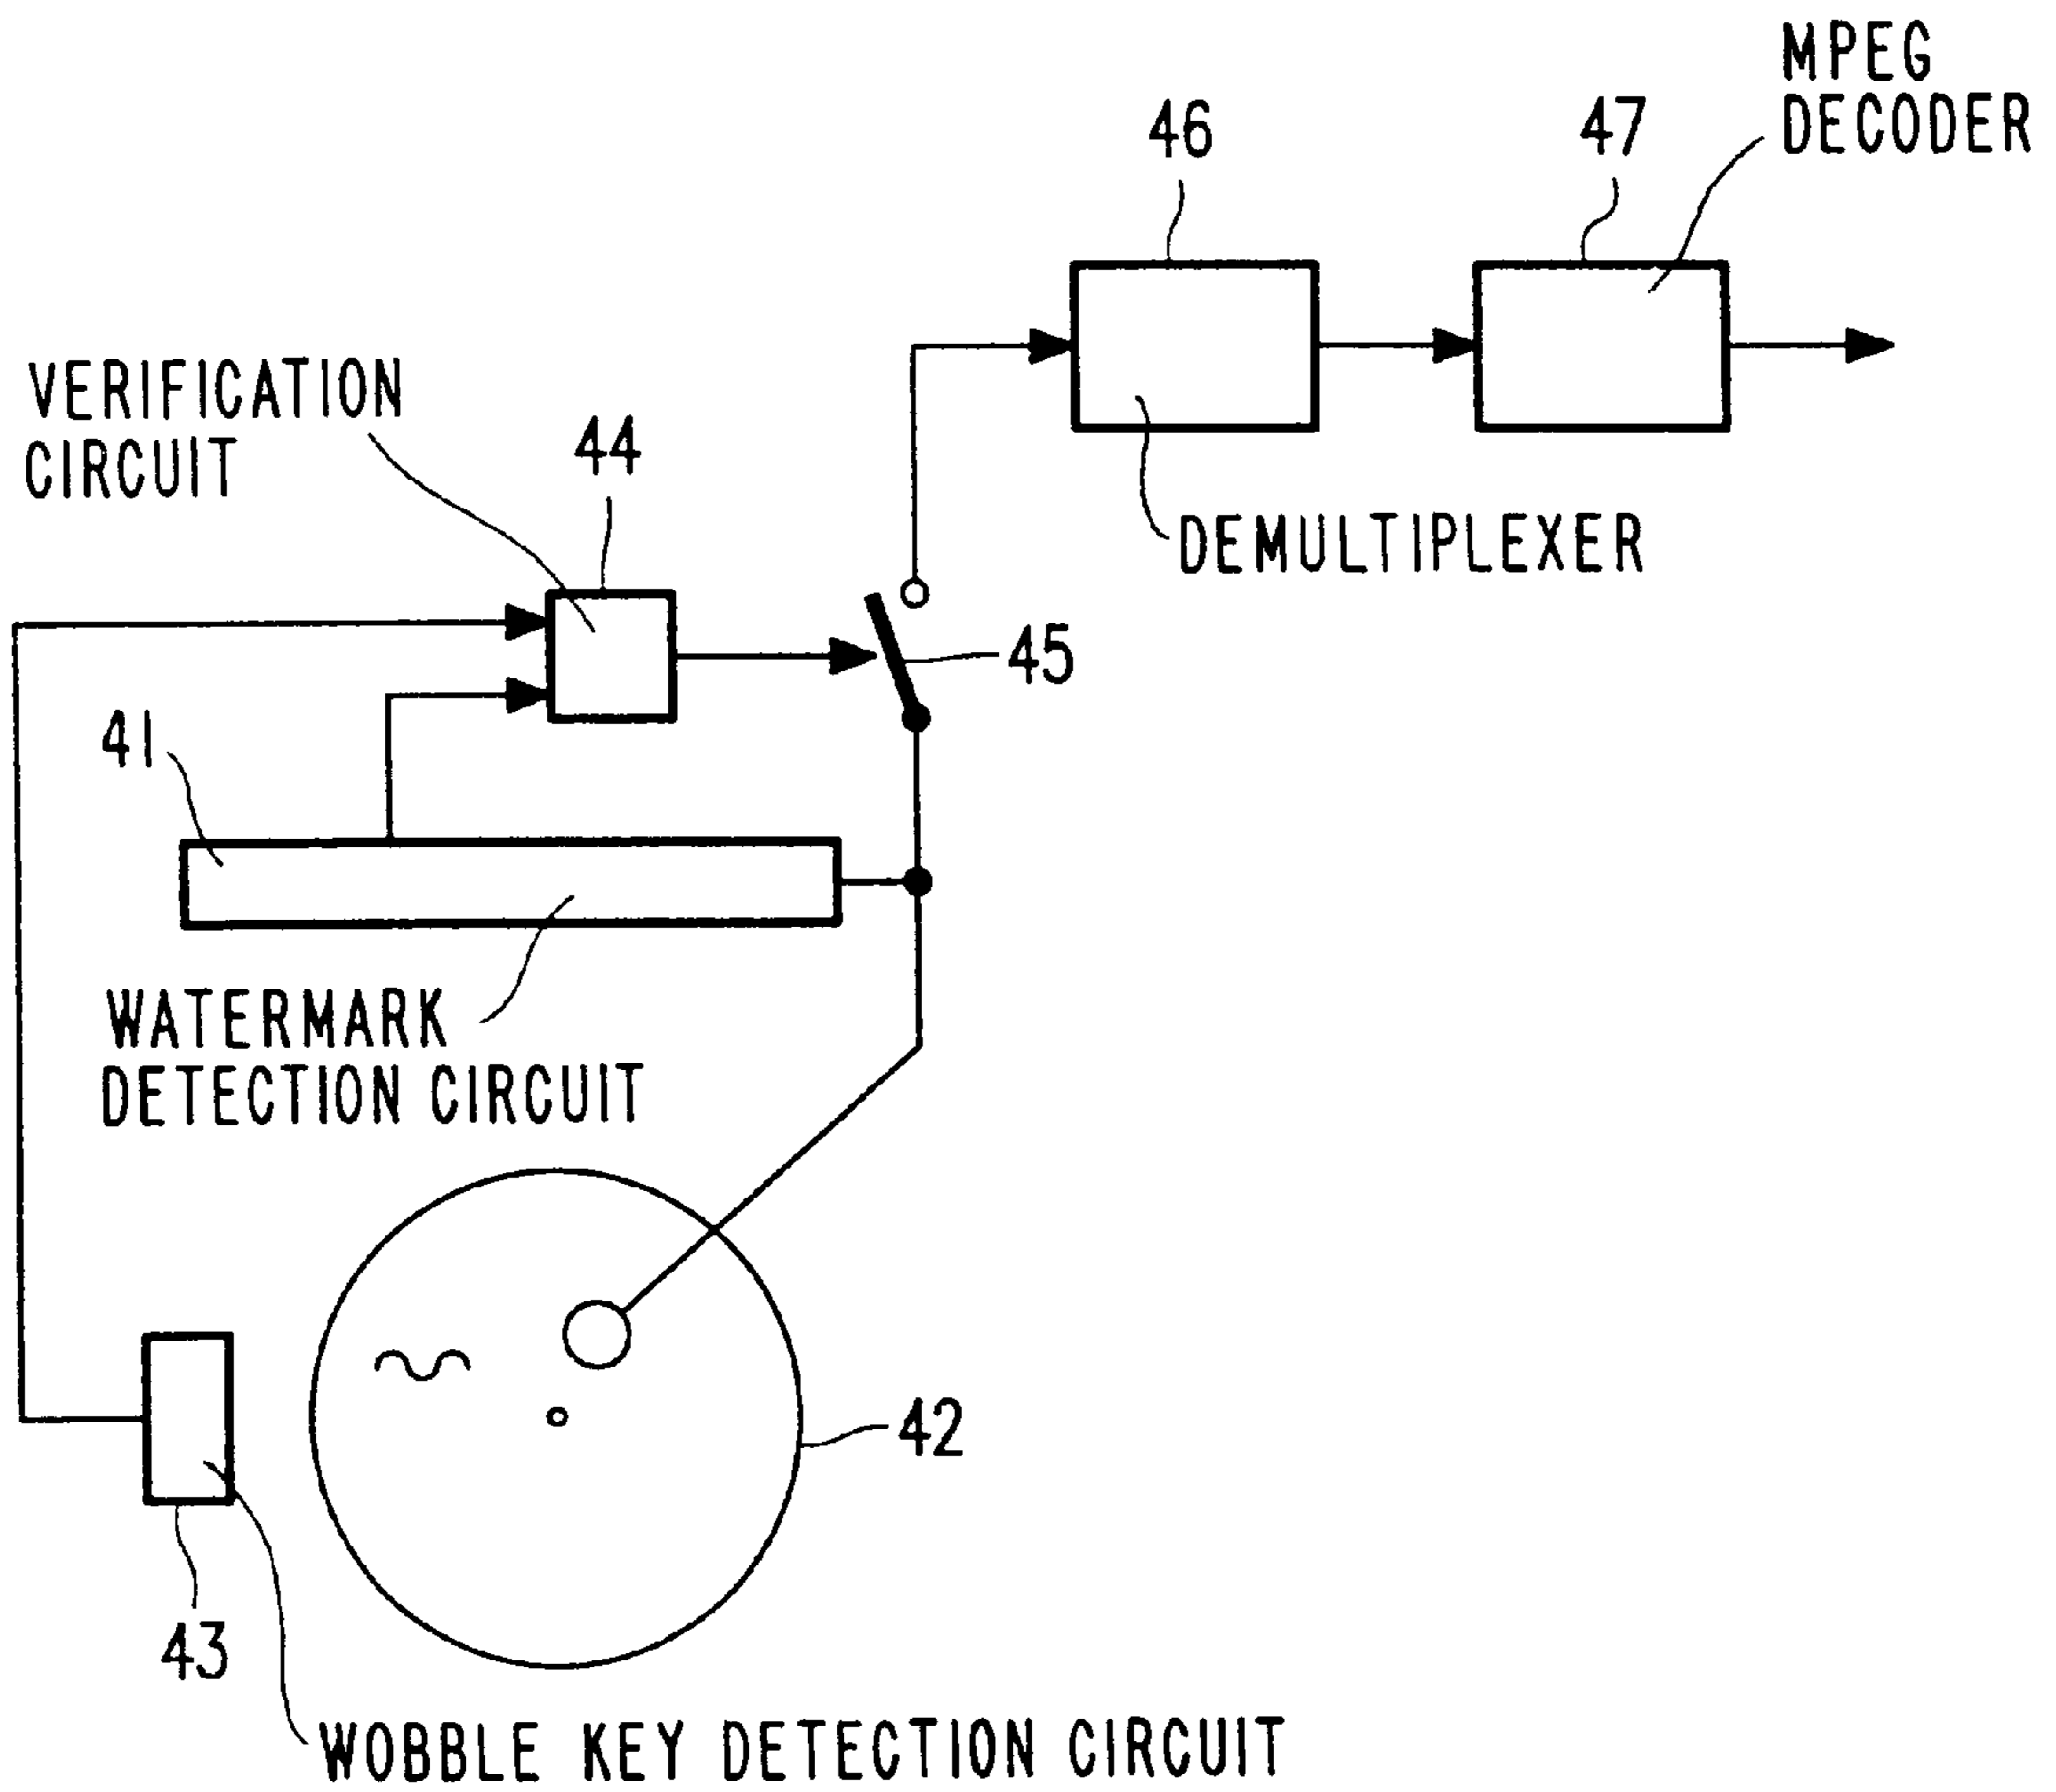 MPEG
DECODER
46
47
VERIFICATION
CIRCUIT
44
DEMULTIPLEXER
45
41
WATERMARK
DETECTION CIRCUIT
42
43
WOBBLE KEY DETECTION CIRCUIT